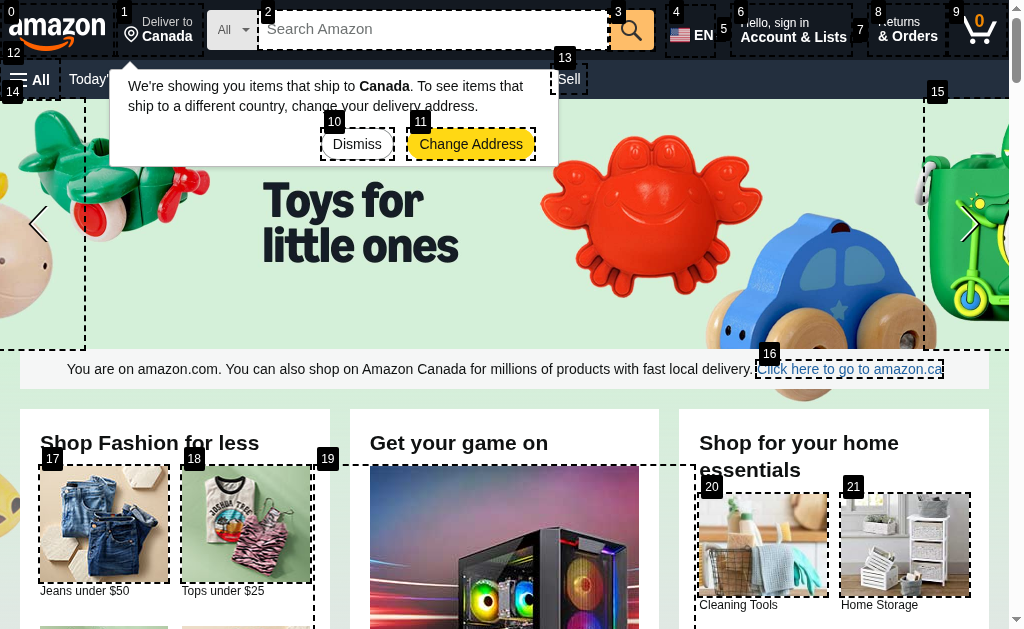 0
1
2
3
4
5
6
7
8
9
amazon
Deliver to
Canada
All
Search Amazon
EN
Hello, sign in
Account & Lists
Returns
& Orders
0
12
All
Today'
13
Sell
We're showing you items that ship to Canada. To see items that
ship to a different country, change your delivery address.
10
Dismiss
11
Change Address
14
15
Toys for
little ones
16
You are on amazon.com. You can also shop on Amazon Canada for millions of products with fast local delivery. Click here to go to amazon.ca
Shop Fashion for less
17
18
JOSHUA TREE
Jeans under $50
Tops under $25
Get your game on
19
Shop for your home
essentials
20
21
Cleaning Tools
Home Storage